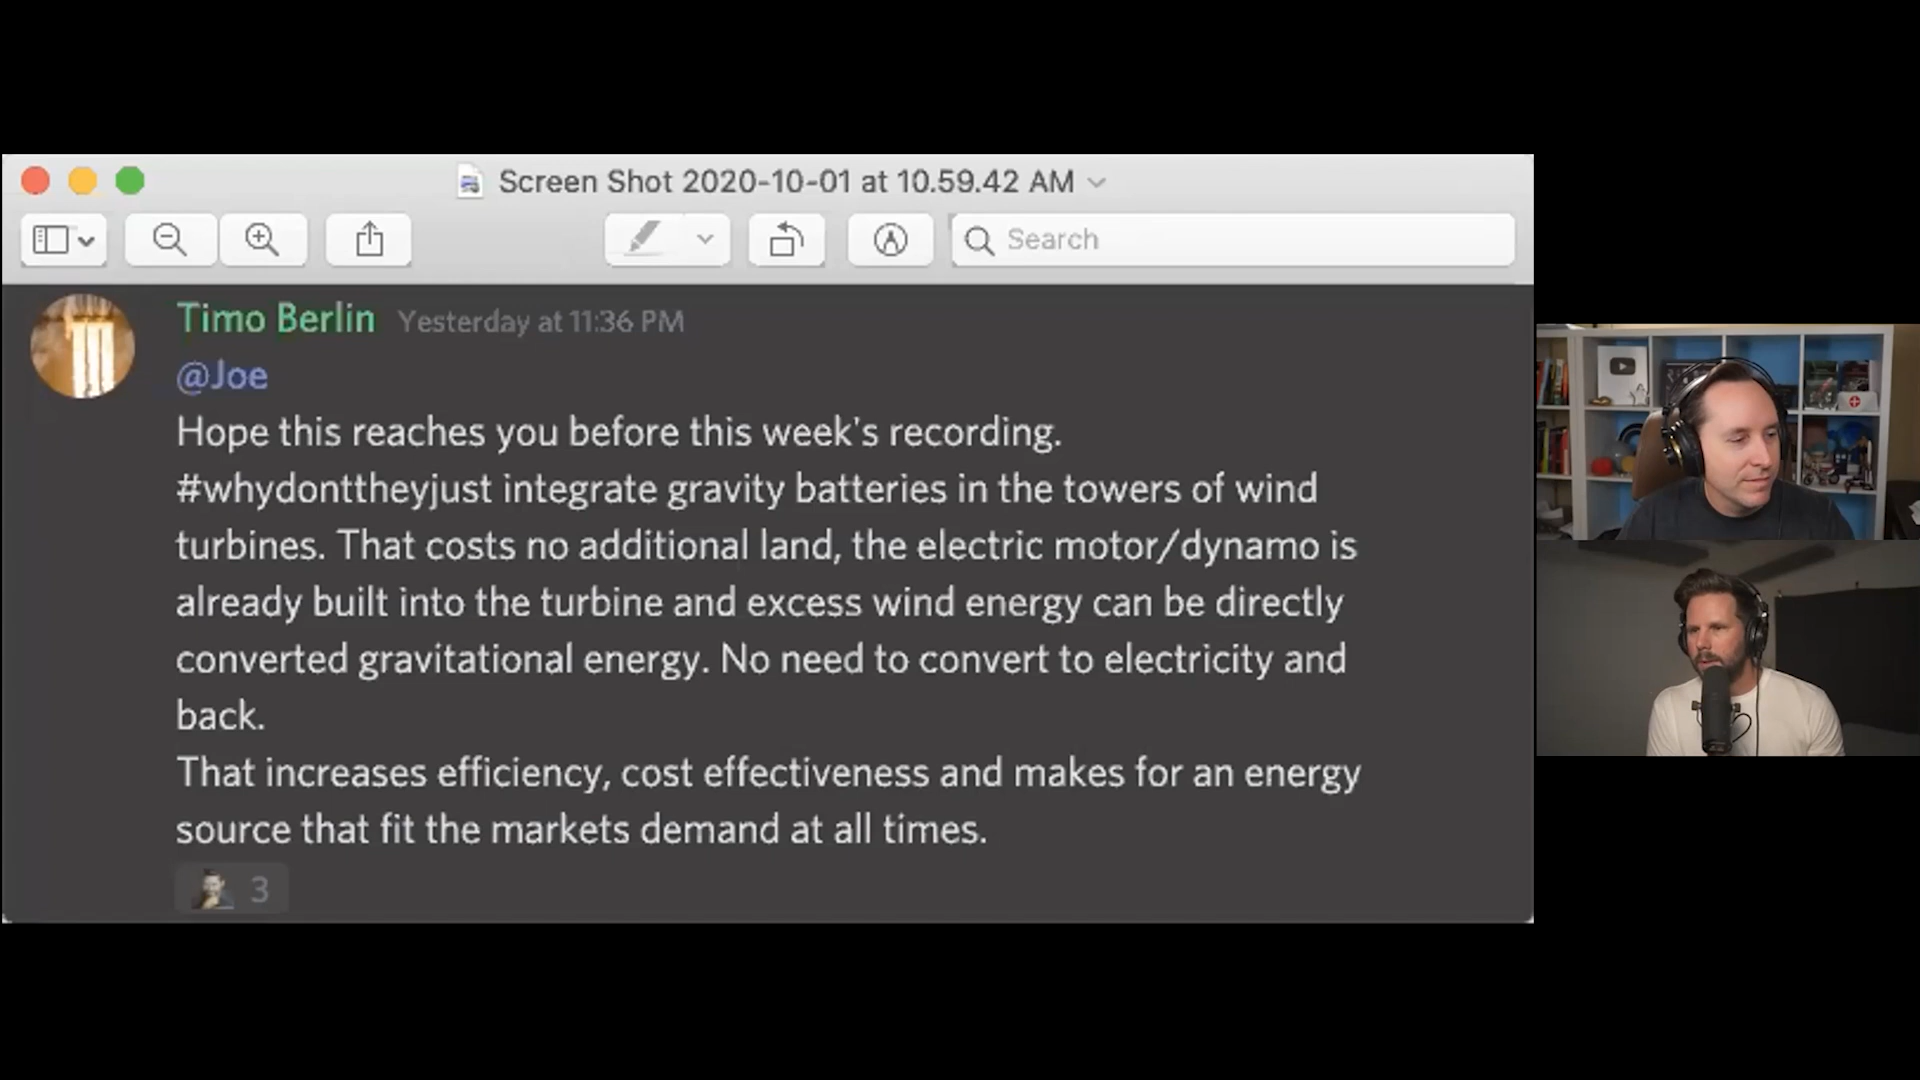 Screen Shot 2020-10-01 at 10.59.42 AM
Search
Timo Berlin Yesterday at 11:36 PM
@Joe
Hope this reaches you before this week's recording.
#whydonttheyjust integrate gravity batteries in the towers of wind
turbines. That costs no additional land, the electric motor/dynamo is
already built into the turbine and excess wind energy can be directly
converted gravitational energy. No need to convert to electricity and
back.
That increases efficiency, cost effectiveness and makes for an energy
source that fit the markets demand at all times.
3